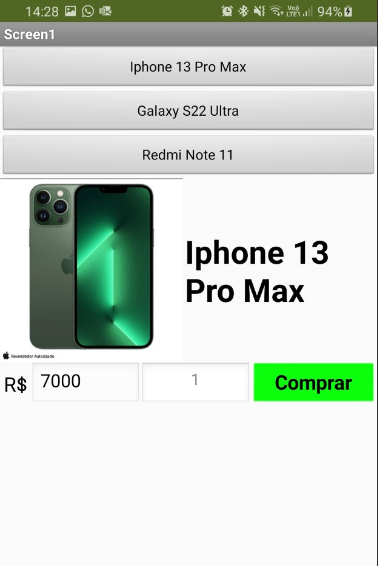 14:28 Vo) LTE1 94%
Screen1
Iphone 13 Pro Max
Galaxy S22 Ultra
Redmi Note 11
Iphone 13
Pro Max
Revendedor Autorizado
R$ 7000 1 Comprar